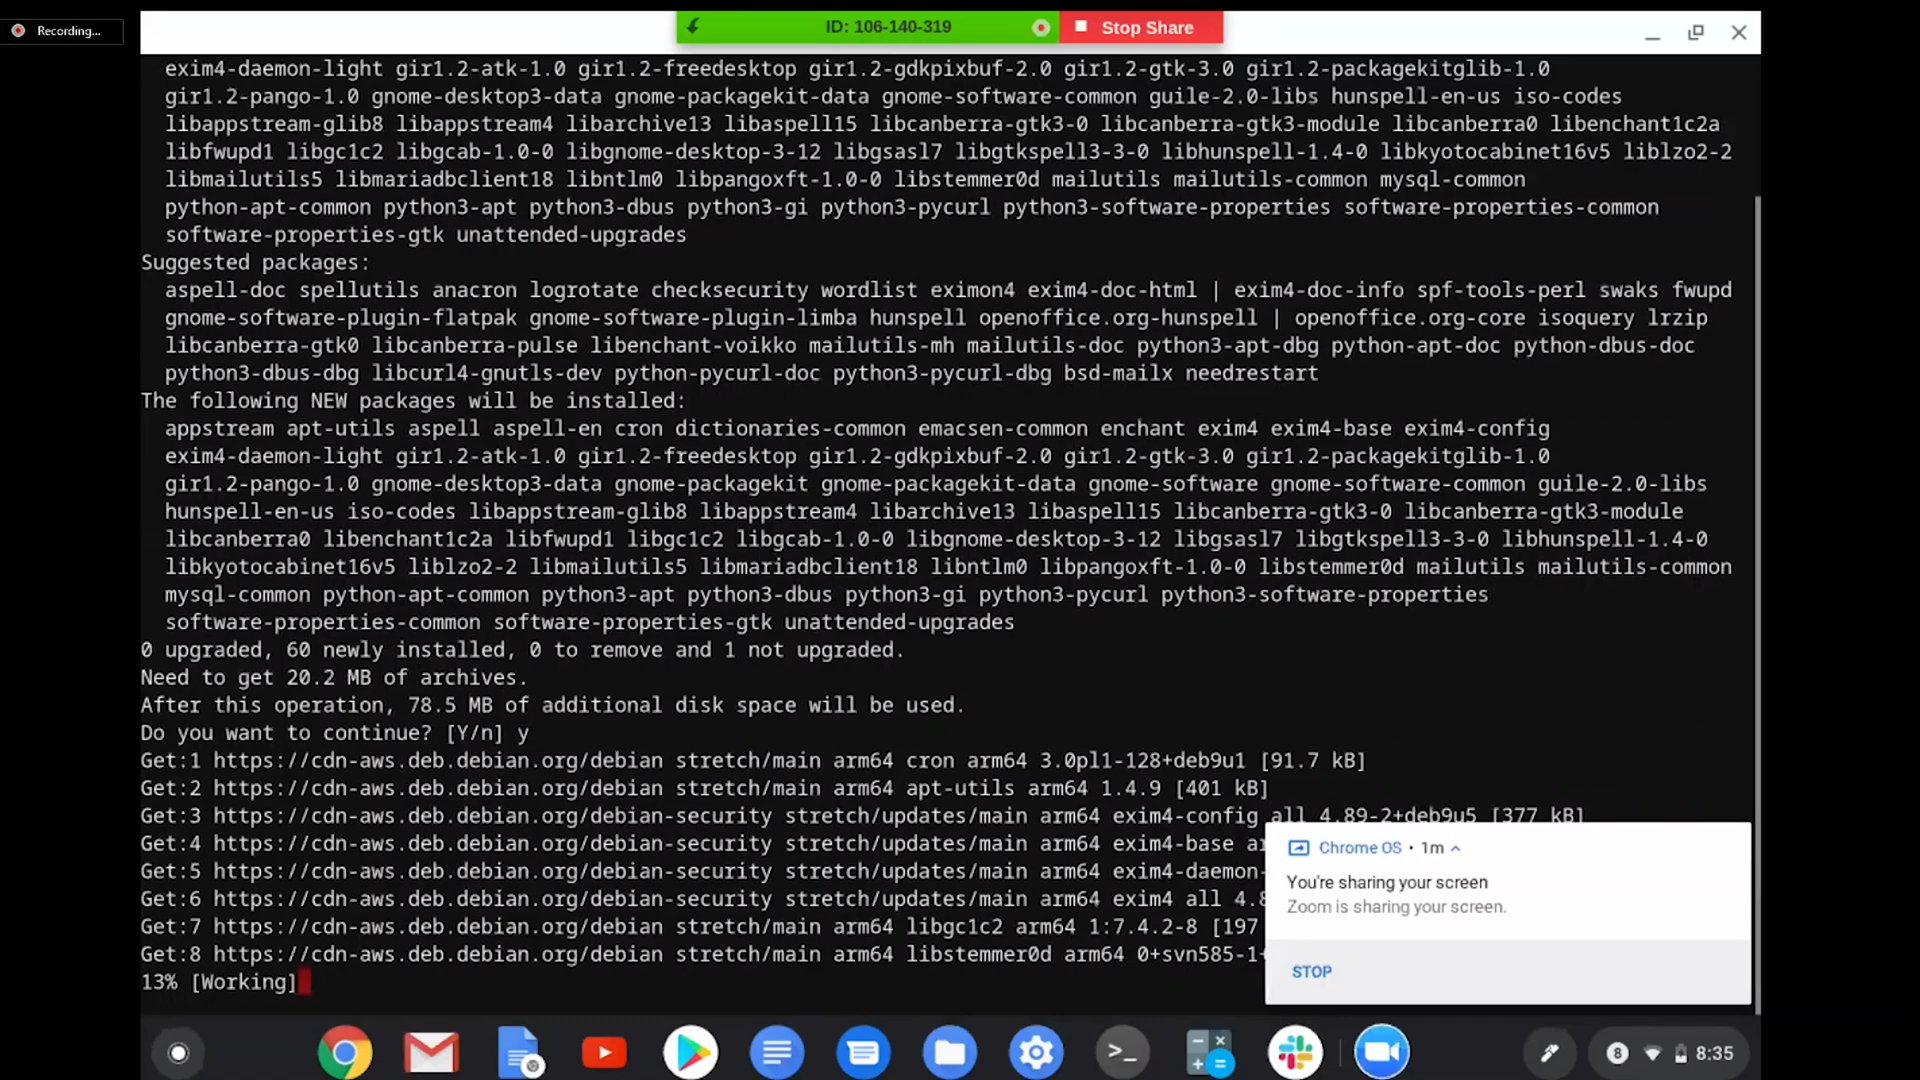 Recording...
ID: 106-140-319
Stop Share
exim4-daemon-light gir1.2-atk-1.0 gir1.2-freedesktop gir1.2-gdkpixbuf-2.0 gir1.2-gtk-3.0 gir1.2-packagekitglib-1.0
gir1.2-pango-1.0 gnome-desktop3-data gnome-packagekit-data gnome-software-common guile-2.0-libs hunspell-en-us iso-codes
libappstream-glib8 libappstream4 libarchive13 libaspell15 libcanberra-gtk3-0 libcanberra-gtk3-module libcanberra0 libenchant1c2a
libfwupd1 libgc1c2 libgcab-1.0-0 libgnome-desktop-3-12 libgsasl7 libgtkspell3-3-0 libhunspell-1.4-0 libkyotocabinet16v5 liblzo2-2
libmailutils5 libmariadbclient18 libntlm0 libpangoxft-1.0-0 libstemmer0d mailutils mailutils-common mysql-common
python-apt-common python3-apt python3-dbus python3-gi python3-pycurl python3-software-properties software-properties-common
software-properties-gtk unattended-upgrades
Suggested packages:
aspell-doc spellutils anacron logrotate checksecurity wordlist eximon4 exim4-doc-html | exim4-doc-info spf-tools-perl swaks fwupd
gnome-software-plugin-flatpak gnome-software-plugin-limba hunspell openoffice.org-hunspell | openoffice.org-core isoquery lrzip
libcanberra-gtk0 libcanberra-pulse libenchant-voikko mailutils-mh mailutils-doc python3-apt-dbg python-apt-doc python-dbus-doc
python3-dbus-dbg libcurl4-gnutls-dev python-pycurl-doc python3-pycurl-dbg bsd-mailx needrestart
The following NEW packages will be installed:
appstream apt-utils aspell aspell-en cron dictionaries-common emacsen-common enchant exim4 exim4-base exim4-config
exim4-daemon-light gir1.2-atk-1.0 gir1.2-freedesktop gir1.2-gdkpixbuf-2.0 gir1.2-gtk-3.0 gir1.2-packagekitglib-1.0
gir1.2-pango-1.0 gnome-desktop3-data gnome-packagekit gnome-packagekit-data gnome-software gnome-software-common guile-2.0-libs
hunspell-en-us iso-codes libappstream-glib8 libappstream4 libarchive13 libaspell15 libcanberra-gtk3-0 libcanberra-gtk3-module
libcanberra0 libenchant1c2a libfwupd1 libgc1c2 libgcab-1.0-0 libgnome-desktop-3-12 libgsasl7 libgtkspell3-3-0 libhunspell-1.4-0
libkyotocabinet16v5 liblzo2-2 libmailutils5 libmariadbclient18 libntlm0 libpangoxft-1.0-0 libstemmer0d mailutils mailutils-common
mysql-common python-apt-common python3-apt python3-dbus python3-gi python3-pycurl python3-software-properties
software-properties-common software-properties-gtk unattended-upgrades
0 upgraded, 60 newly installed, 0 to remove and 1 not upgraded.
Need to get 20.2 MB of archives.
After this operation, 78.5 MB of additional disk space will be used.
Do you want to continue? [Y/n] y
Get:1 https://cdn-aws.deb.debian.org/debian stretch/main arm64 cron arm64 3.0pl1-128+deb9u1 [91.7 kB]
Get:2 https://cdn-aws.deb.debian.org/debian stretch/main arm64 apt-utils arm64 1.4.9 [401 kB]
Get:3 https://cdn-aws.deb.debian.org/debian-security stretch/updates/main arm64 exim4-config all 4.89-2+deb9u5 [377 kB]
Get:4 https://cdn-aws.deb.debian.org/debian-security stretch/updates/main arm64 exim4-base
Get:5 https://cdn-aws.deb.debian.org/debian-security stretch/updates/main arm64 exim4-daemon-
Get:6 https://cdn-aws.deb.debian.org/debian-security stretch/updates/main arm64 exim4 all 4.8
Get:7 https://cdn-aws.deb.debian.org/debian stretch/main arm64 libgc1c2 arm64 1:7.4.2-8 [197
Get:8 https://cdn-aws.deb.debian.org/debian stretch/main arm64 libstemmer0d arm64 0+svn585-1
13% [Working]
Chrome OS • 1m
You're sharing your screen
Zoom is sharing your screen.
STOP
8 8:35